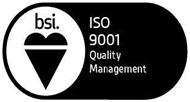 bsi.
ISO
9001
Quality
Management